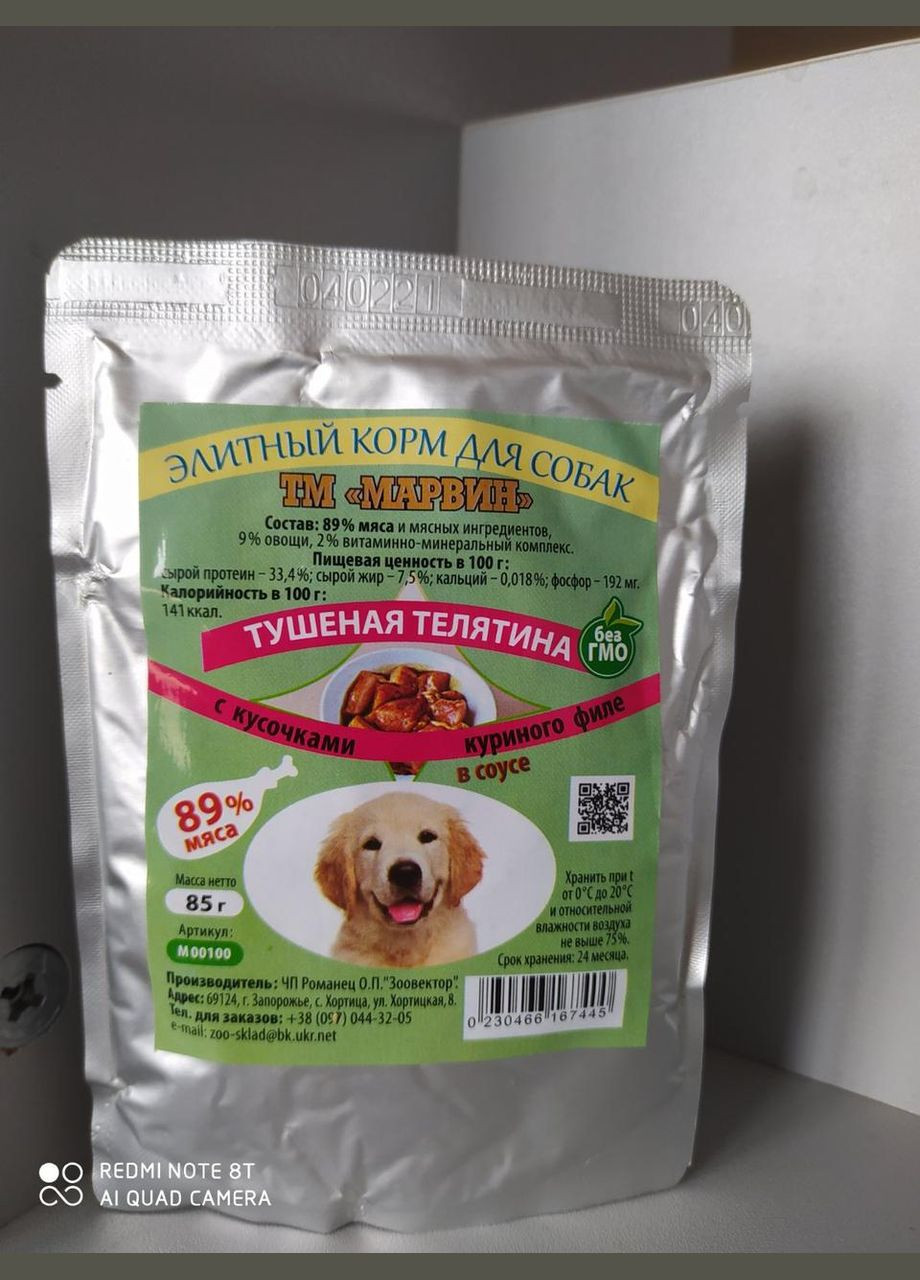 040221
040
ЭЛИТНЫЙ КОРМ ДЛЯ СОБАК
ТМ «МАРВИН»
Состав: 89% мяса и мясных ингредиентов,
9% овощи, 2% витаминно-минеральный комплекс.
Пищевая ценность в 100 г:
сырой протеин – 33,4%; сырой жир – 7,5%; кальций – 0,018%; фосфор – 192 мг.
Калорийность в 100 г:
141 ккал.
ТУШЕНАЯ ТЕЛЯТИНА
без
ГМО
с кусочками куриного филе
в соусе
89%
мяса
Масса нетто
85 г
Артикул:
М00100
Хранить при t
от 0°С до 20°С
и относительной
влажности воздуха
не выше 75%.
Срок хранения: 24 месяца.
Производитель: ЧП Романец О.П."Зоовектор".
Адрес: 69124, г. Запорожье, с. Хортица, ул. Хортицкая, 8.
Тел. для заказов: +38 (097) 044-32-05
e-mail: zoo-sklad@bk.ukr.net
0 230466 167445
REDMI NOTE 8T
AI QUAD CAMERA